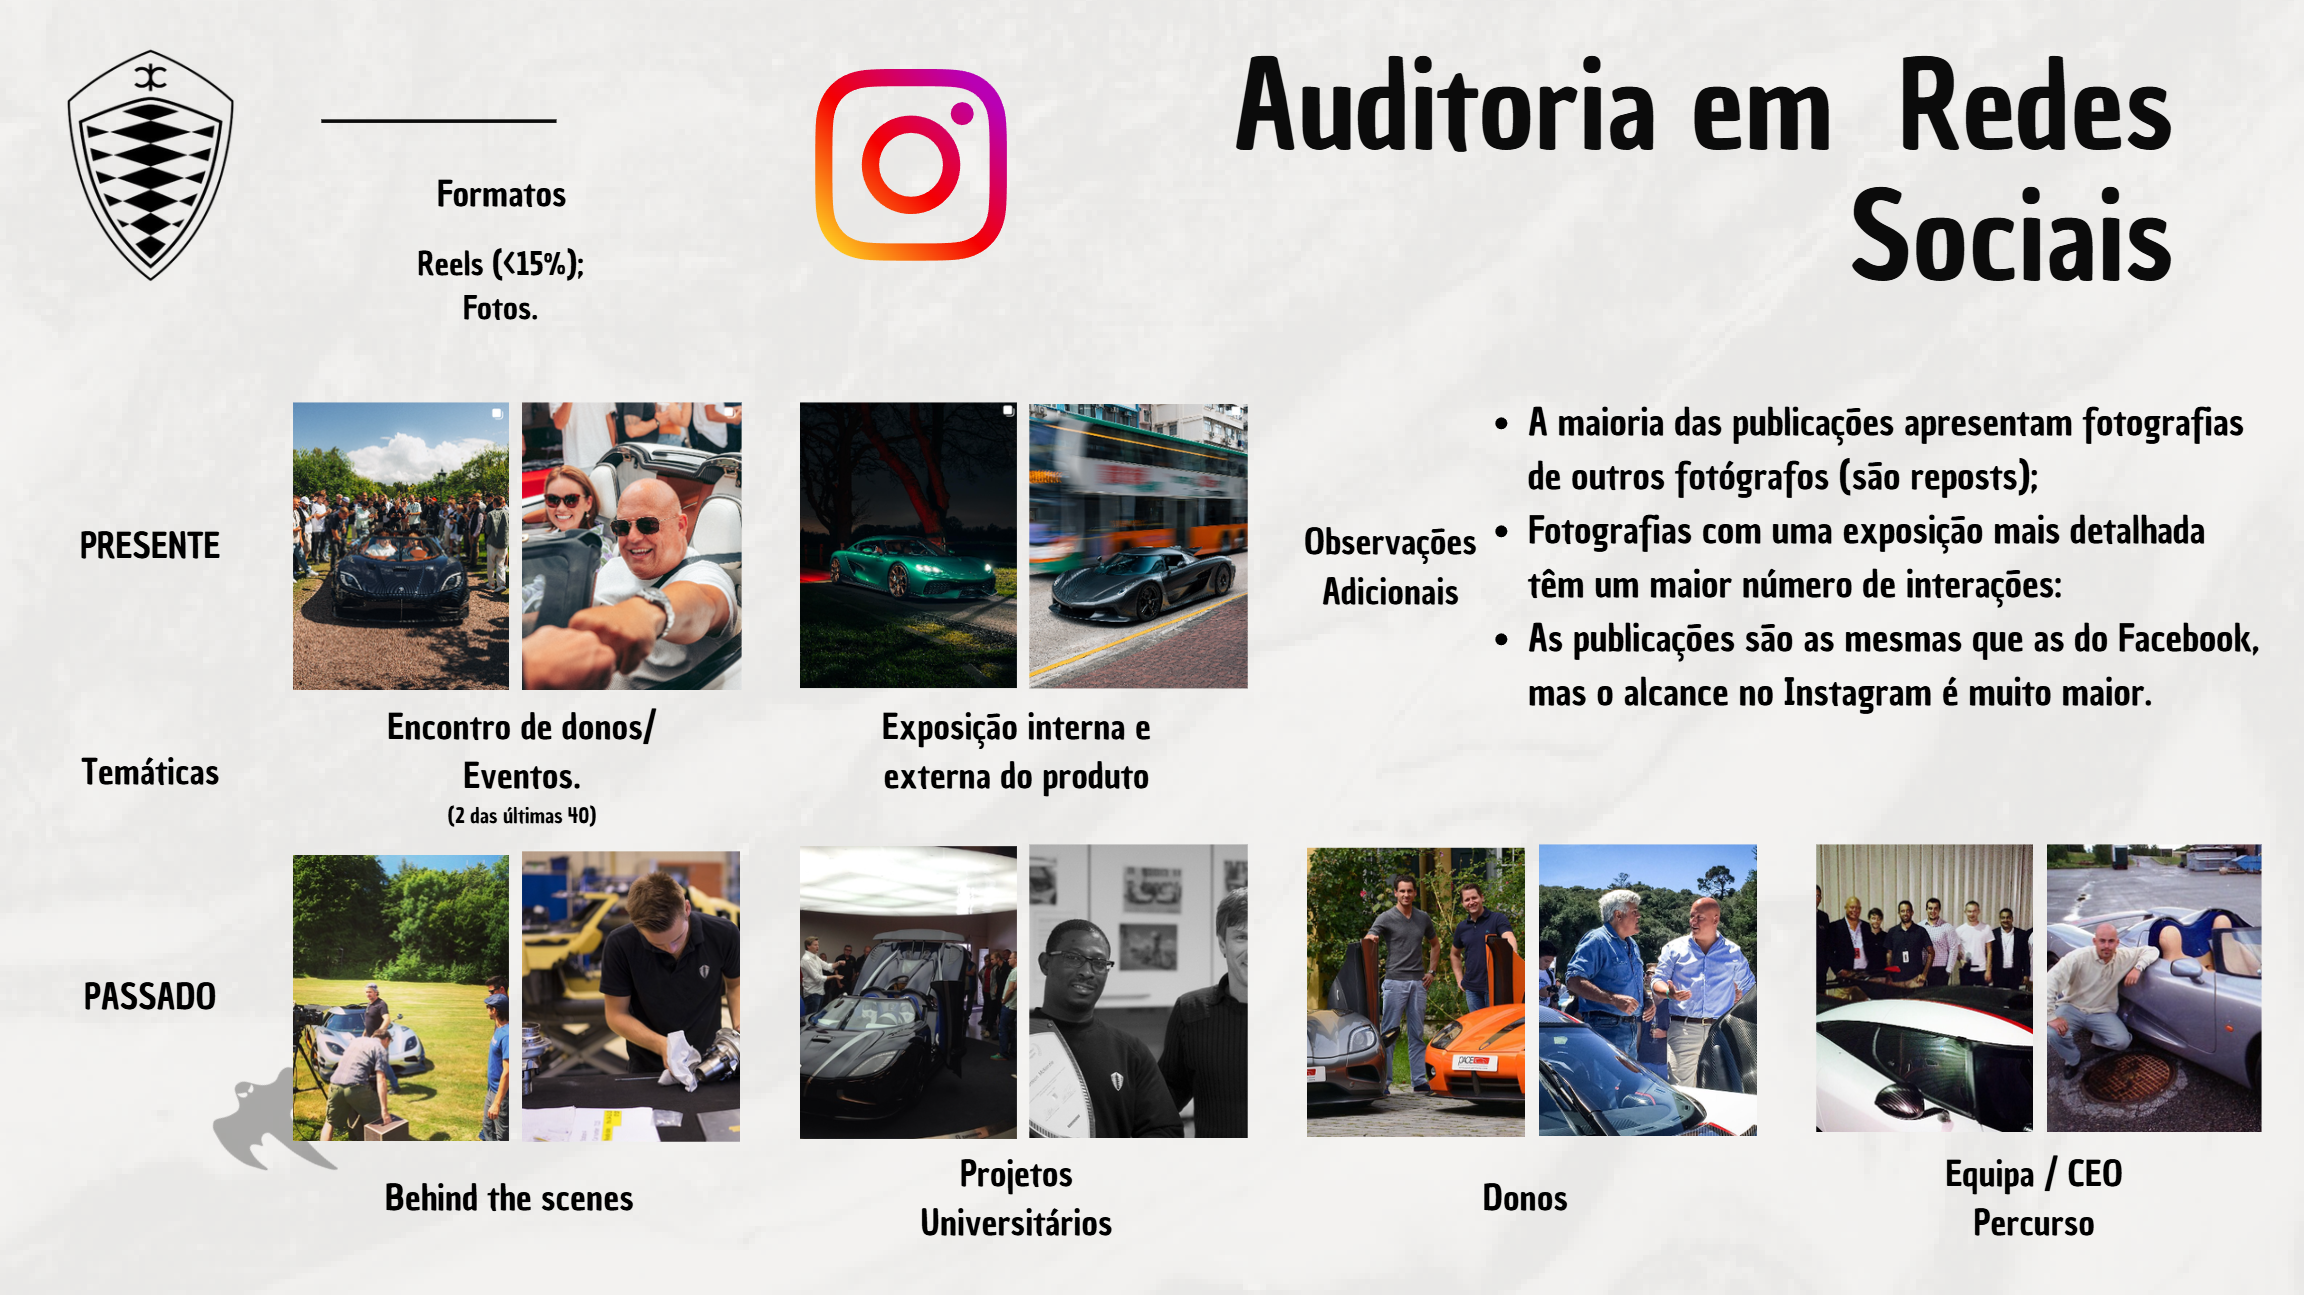 Auditoria em Redes
Sociais
Formatos
Reels (<15%);
Fotos.
PRESENTE
Encontro de donos/
Eventos.
(2 das últimas 40)
Exposição interna e
externa do produto
Observações
Adicionais
• A maioria das publicações apresentam fotografias
de outros fotógrafos (são reposts);
• Fotografias com uma exposição mais detalhada
têm um maior número de interações:
• As publicações são as mesmas que as do Facebook,
mas o alcance no Instagram é muito maior.
Temáticas
PASSADO
Behind the scenes
Projetos
Universitários
Donos
Equipa / CEO
Percurso